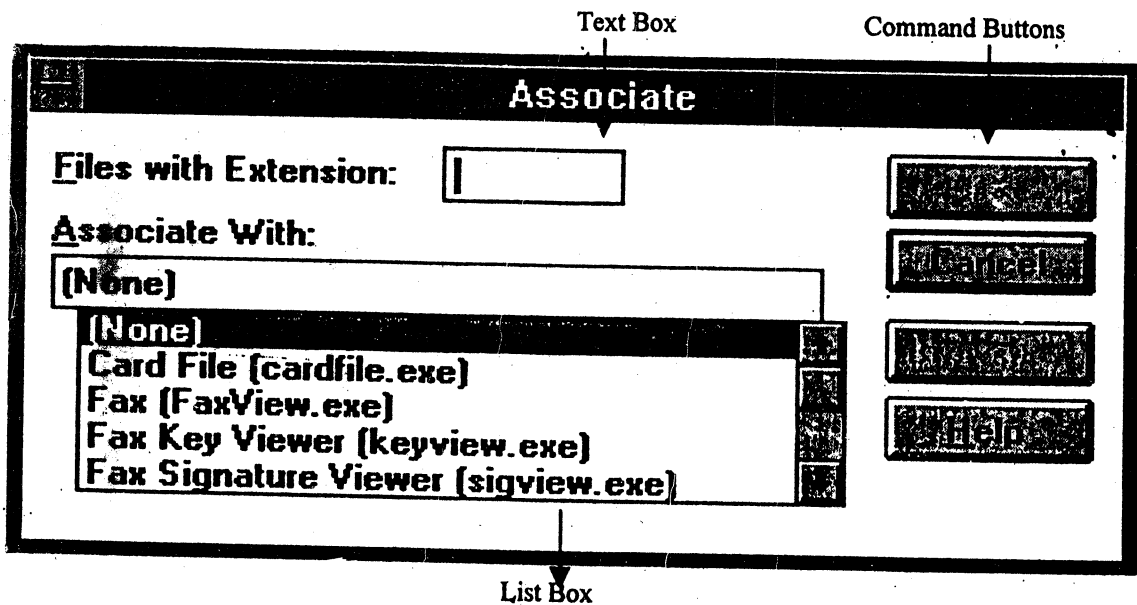 Text Box
Command Buttons
Associate
Files with Extension:
Associate With:
Cancel
(None)
(None)
Card File (cardfile.exe)
Fax (FaxView.exe)
Fax Key Viewer (keyview.exe)
Help
Fax Signature Viewer (sigview.exe)
List Box